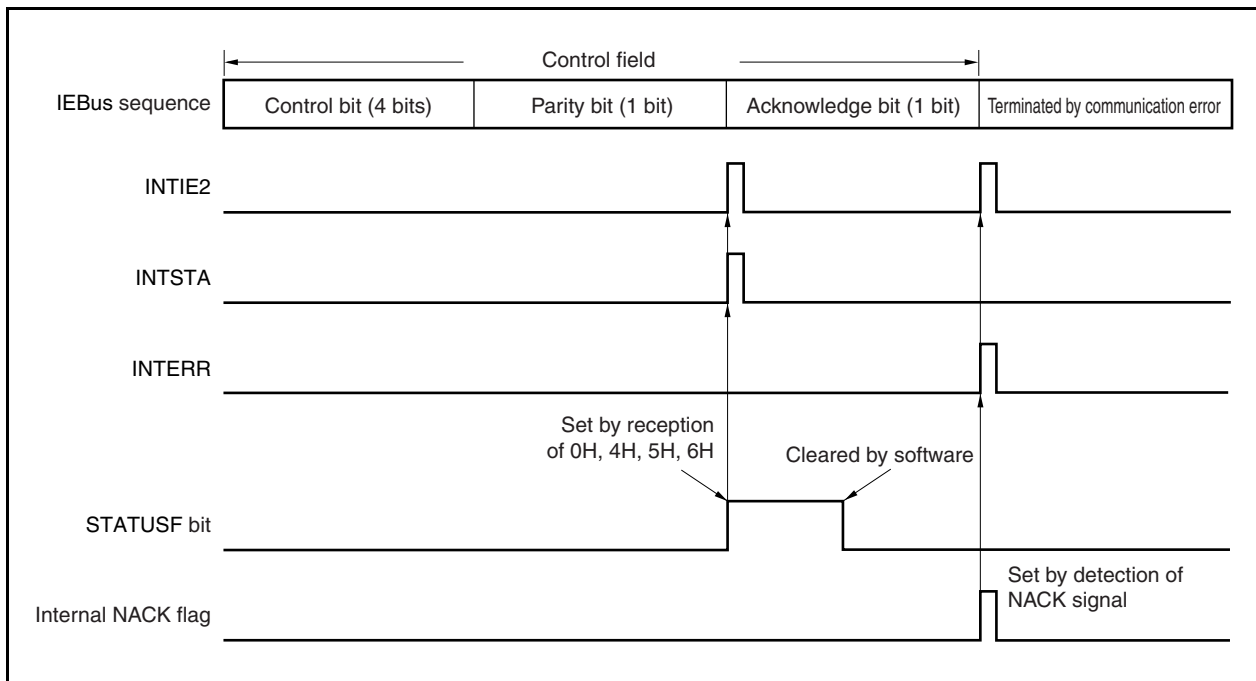 Control field
IEBus sequence
Control bit (4 bits)
Parity bit (1 bit)
Acknowledge bit (1 bit)
Terminated by communication error
INTIE2
INTSTA
INTERR
Set by reception
of 0H, 4H, 5H, 6H
Cleared by software
STATUSF bit
Set by detection of
NACK signal
Internal NACK flag